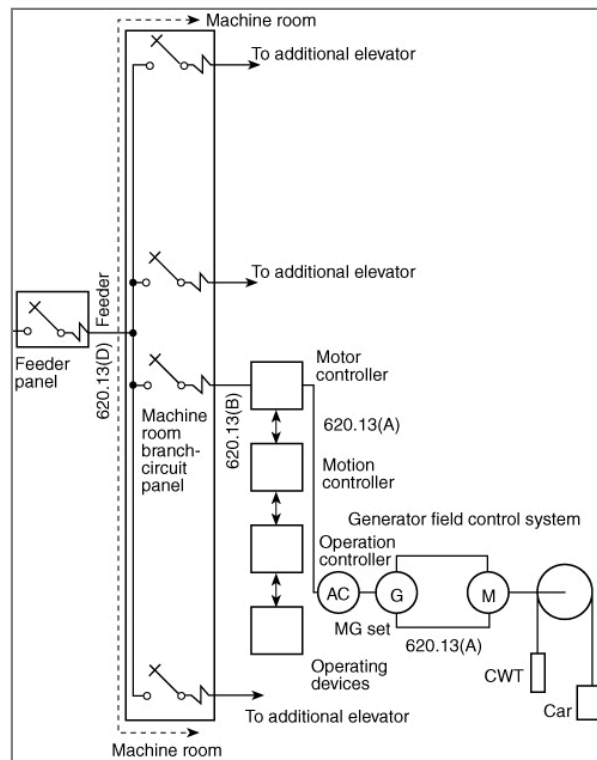 Machine room
To additional elevator
To additional elevator
Feeder
panel
620.13(D)
Feeder
Machine
room
branch-
circuit
panel
620.13(B)
Motor
controller
620.13(A)
Motion
controller
Generator field control system
Operation
controller
AC
G
M
MG set
620.13(A)
Operating
devices
CWT
Car
To additional elevator
Machine room